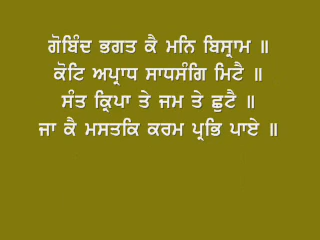 ਗੋਬਿੰਦ ਭਗਤ ਕੈ ਮਨਿ ਬਿਸ੍ਰਾਮ ॥
ਕੋਟਿ ਅਪ੍ਰਾਧ ਸਾਧਸੰਗਿ ਮਿਟੈ ॥
ਸੰਤ ਕ੍ਰਿਪਾ ਤੇ ਜਮ ਤੇ ਛੁਟੈ ॥
ਜਾ ਕੈ ਮਸਤਕਿ ਕਰਮ ਪ੍ਰਭਿ ਪਾਏ ॥